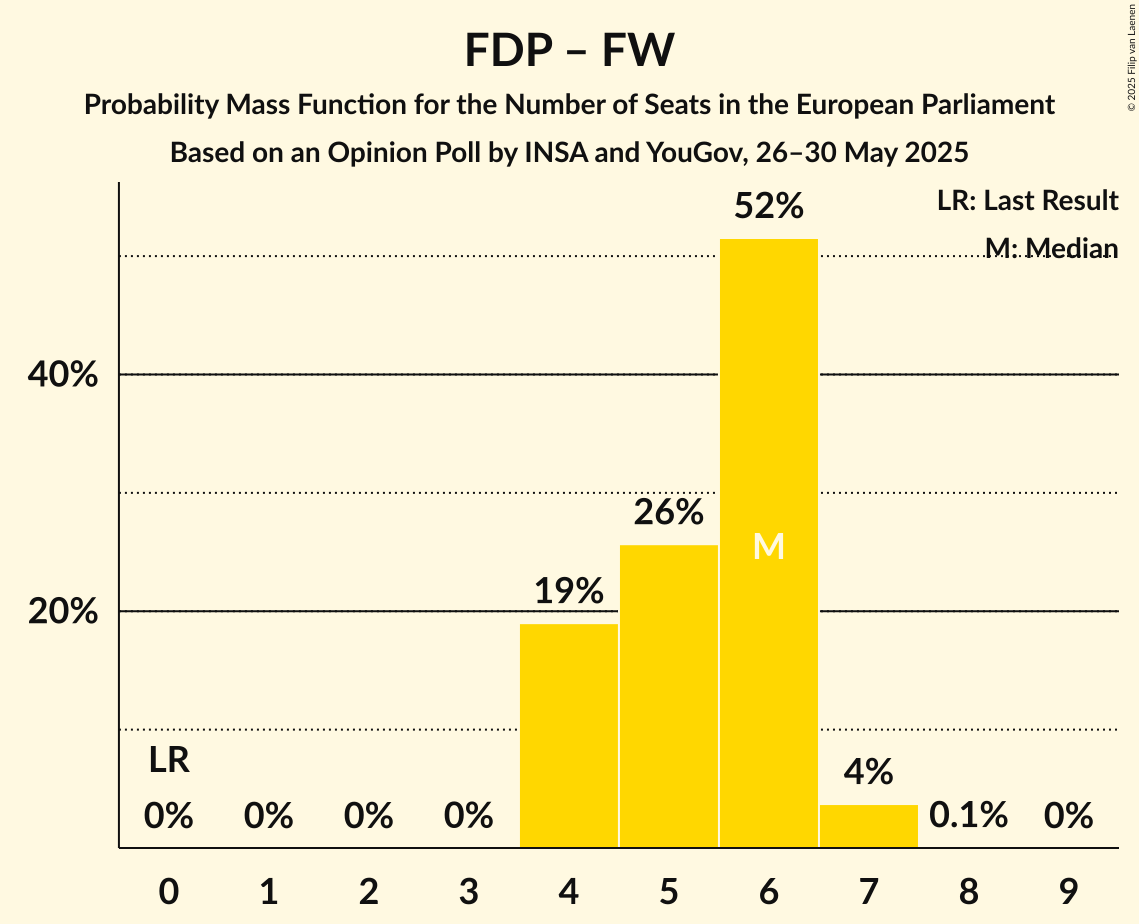 FDP – FW
Probability Mass Function for the Number of Seats in the European Parliament
Based on an Opinion Poll by INSA and YouGov, 26–30 May 2025
© 2025 Filip van Laenen
LR: Last Result
M: Median
52%
40%
26%
M
19%
20%
LR
4%
0% 0% 0% 0% 0.1% 0%
0 1 2 3 4 5 6 7 8 9